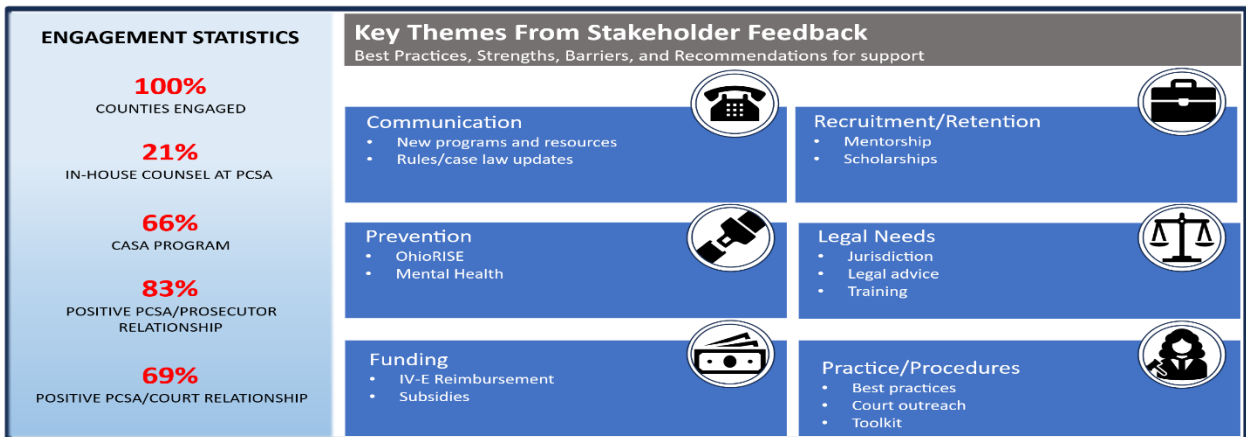 ENGAGEMENT STATISTICS
100%
COUNTIES ENGAGED
21%
IN-HOUSE COUNSEL AT PCSA
66%
CASA PROGRAM
83%
POSITIVE PCSA/PROSECUTOR
RELATIONSHIP
69%
POSITIVE PCSA/COURT RELATIONSHIP
Key Themes From Stakeholder Feedback
Best Practices, Strengths, Barriers, and Recommendations for support
Communication
• New programs and resources
• Rules/case law updates
Recruitment/Retention
• Mentorship
• Scholarships
Prevention
• OhioRISE
• Mental Health
Legal Needs
• Jurisdiction
• Legal advice
• Training
Funding
• IV-E Reimbursement
• Subsidies
Practice/Procedures
• Best practices
• Court outreach
• Toolkit